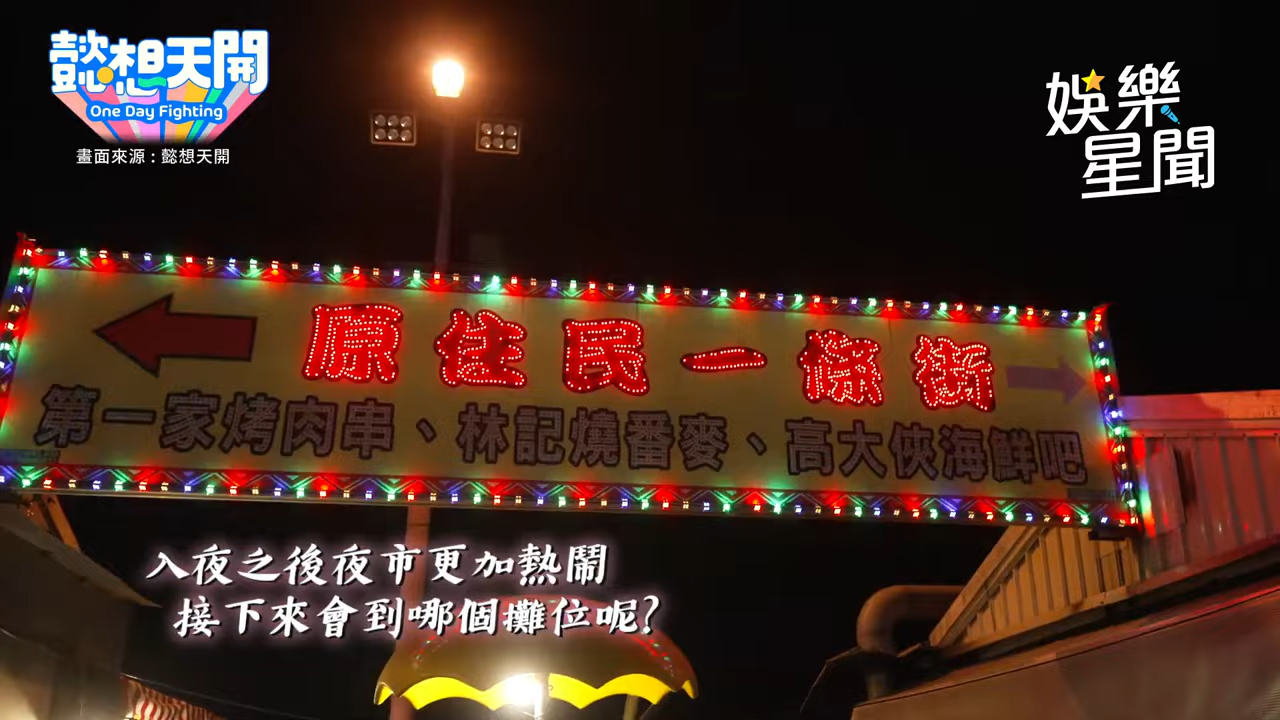 懿想天開
One Day Fighting
畫面來源：懿想天開
娛樂
星聞
原住民一條街
第一家烤肉串、林記燒番麥、高大俠海鮮吧
入夜之後夜市更加熱鬧
接下來會到哪個攤位呢?